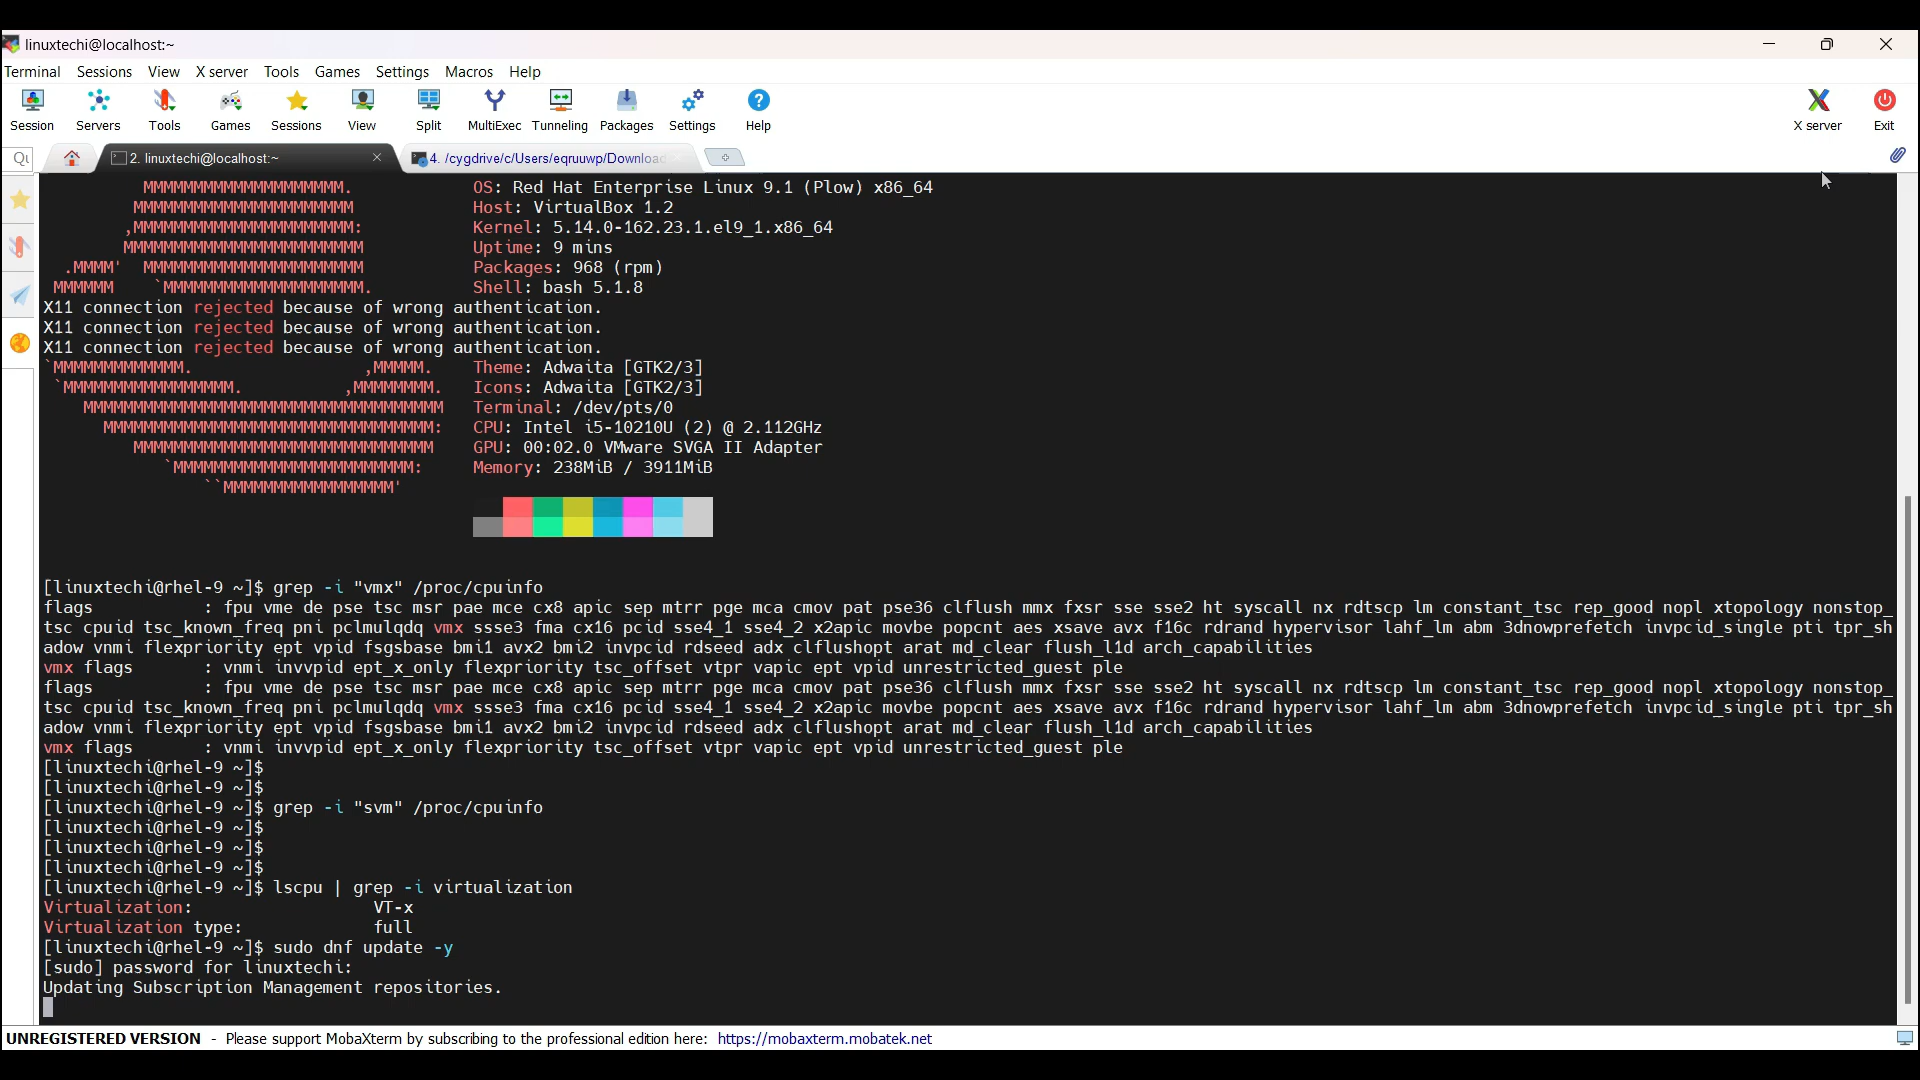 linuxtechi@localhost:~
Terminal Sessions View X server Tools Games Settings Macros Help
Session Servers Tools Games Sessions View Split MultiExec Tunneling Packages Settings Help X server Exit
2. linuxtechi@localhost:~ 4. /cygdrive/c/Users/eqruuwp/Downloa
MMMMMMMMMMMMMMMMMMMM. OS: Red Hat Enterprise Linux 9.1 (Plow) x86_64
MMMMMMMMMMMMMMMMMMMMMM Host: VirtualBox 1.2
,MMMMMMMMMMMMMMMMMMMMMM: Kernel: 5.14.0-162.23.1.el9_1.x86_64
MMMMMMMMMMMMMMMMMMMMMMMM Uptime: 9 mins
.MMMM' MMMMMMMMMMMMMMMMMMMMMM Packages: 968 (rpm)
MMMMMM `MMMMMMMMMMMMMMMMMMMM. Shell: bash 5.1.8
X11 connection rejected because of wrong authentication.
X11 connection rejected because of wrong authentication.
X11 connection rejected because of wrong authentication.
`MMMMMMMMMMMMM. ,MMMMM. Theme: Adwaita [GTK2/3]
`MMMMMMMMMMMMMMMMM. ,MMMMMMMM. Icons: Adwaita [GTK2/3]
MMMMMMMMMMMMMMMMMMMMMMMMMMMMMMMMMMMM Terminal: /dev/pts/0
MMMMMMMMMMMMMMMMMMMMMMMMMMMMMMMMM: CPU: Intel i5-10210U (2) @ 2.112GHz
MMMMMMMMMMMMMMMMMMMMMMMMMMMMMM GPU: 00:02.0 VMware SVGA II Adapter
`MMMMMMMMMMMMMMMMMMMMMMMM: Memory: 238MiB / 3911MiB
``MMMMMMMMMMMMMMMMM'
[linuxtechi@rhel-9 ~]$ grep -i "vmx" /proc/cpuinfo
flags : fpu vme de pse tsc msr pae mce cx8 apic sep mtrr pge mca cmov pat pse36 clflush mmx fxsr sse sse2 ht syscall nx rdtscp lm constant_tsc rep_good nopl xtopology nonstop_
tsc cpuid tsc_known_freq pni pclmulqdq vmx ssse3 fma cx16 pcid sse4_1 sse4_2 x2apic movbe popcnt aes xsave avx f16c rdrand hypervisor lahf_lm abm 3dnowprefetch invpcid_single pti tpr_sh
adow vnmi flexpriority ept vpid fsgsbase bmi1 avx2 bmi2 invpcid rdseed adx clflushopt arat md_clear flush_l1d arch_capabilities
vmx flags : vnmi invvpid ept_x_only flexpriority tsc_offset vtpr vapic ept vpid unrestricted_guest ple
flags : fpu vme de pse tsc msr pae mce cx8 apic sep mtrr pge mca cmov pat pse36 clflush mmx fxsr sse sse2 ht syscall nx rdtscp lm constant_tsc rep_good nopl xtopology nonstop_
tsc cpuid tsc_known_freq pni pclmulqdq vmx ssse3 fma cx16 pcid sse4_1 sse4_2 x2apic movbe popcnt aes xsave avx f16c rdrand hypervisor lahf_lm abm 3dnowprefetch invpcid_single pti tpr_sh
adow vnmi flexpriority ept vpid fsgsbase bmi1 avx2 bmi2 invpcid rdseed adx clflushopt arat md_clear flush_l1d arch_capabilities
vmx flags : vnmi invvpid ept_x_only flexpriority tsc_offset vtpr vapic ept vpid unrestricted_guest ple
[linuxtechi@rhel-9 ~]$
[linuxtechi@rhel-9 ~]$
[linuxtechi@rhel-9 ~]$ grep -i "svm" /proc/cpuinfo
[linuxtechi@rhel-9 ~]$
[linuxtechi@rhel-9 ~]$
[linuxtechi@rhel-9 ~]$
[linuxtechi@rhel-9 ~]$ lscpu | grep -i virtualization
Virtualization: VT-x
Virtualization type: full
[linuxtechi@rhel-9 ~]$ sudo dnf update -y
[sudo] password for linuxtechi:
Updating Subscription Management repositories.
UNREGISTERED VERSION - Please support MobaXterm by subscribing to the professional edition here: https://mobaxterm.mobatek.net